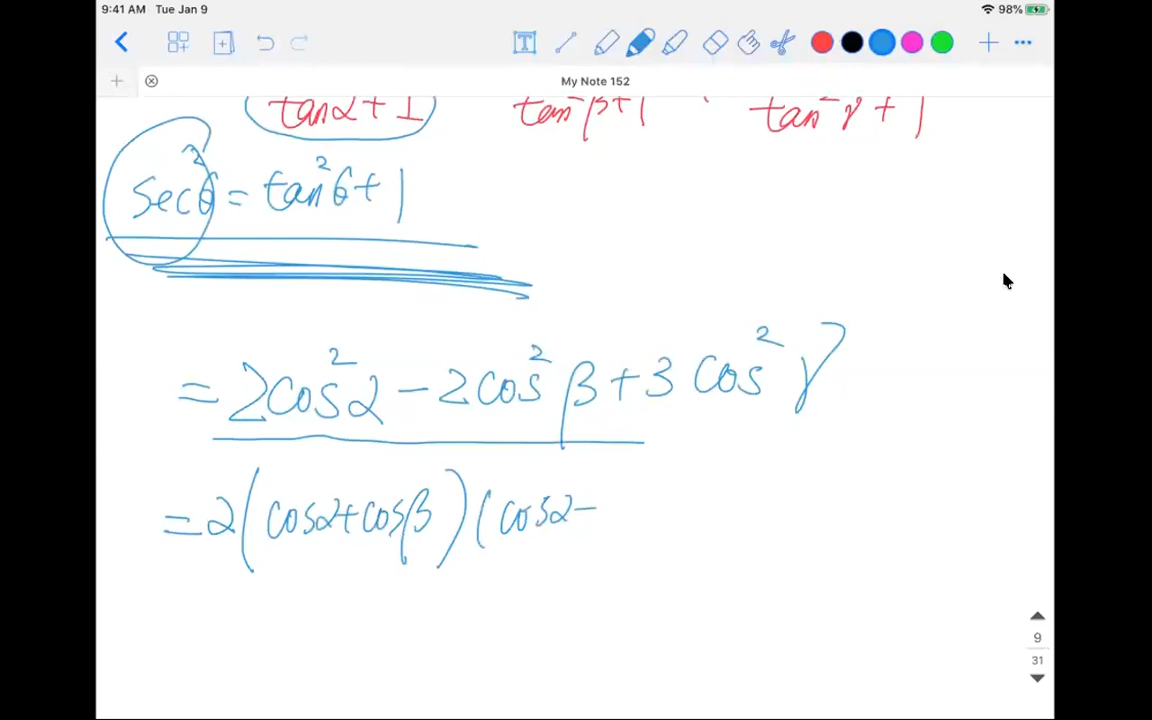 9:41 AM Tue Jan 9
98%
My Note 152
tanα+1 tan²β+1 tan²γ+1
sec²θ = tan²θ+1
= 2cos²α - 2cos²β + 3cos²γ
= 2(cosα+cosβ)(cosα-
9
31